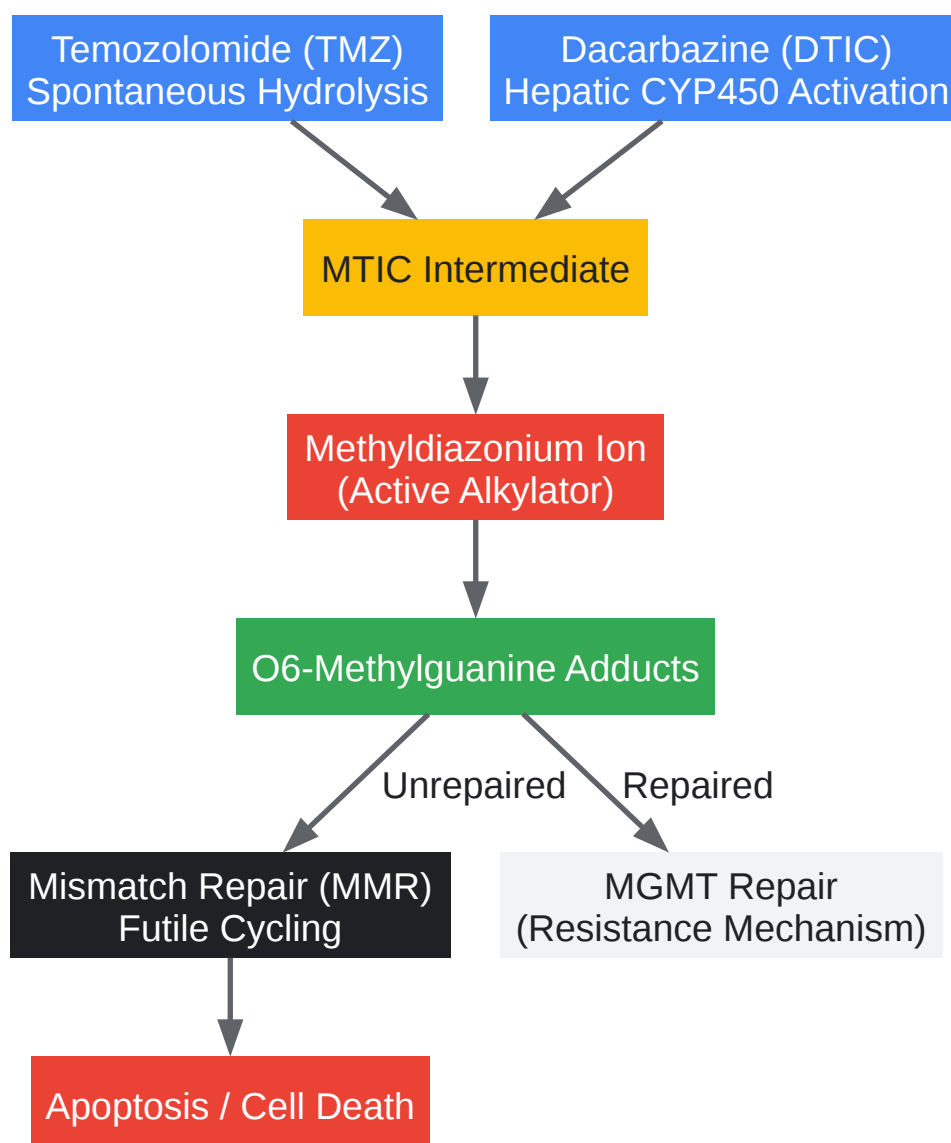 Temozolomide (TMZ)
Spontaneous Hydrolysis
Dacarbazine (DTIC)
Hepatic CYP450 Activation
MTIC Intermediate
Methyldiazonium Ion
(Active Alkylator)
O6-Methylguanine Adducts
Unrepaired
Repaired
Mismatch Repair (MMR)
Futile Cycling
MGMT Repair
(Resistance Mechanism)
Apoptosis / Cell Death